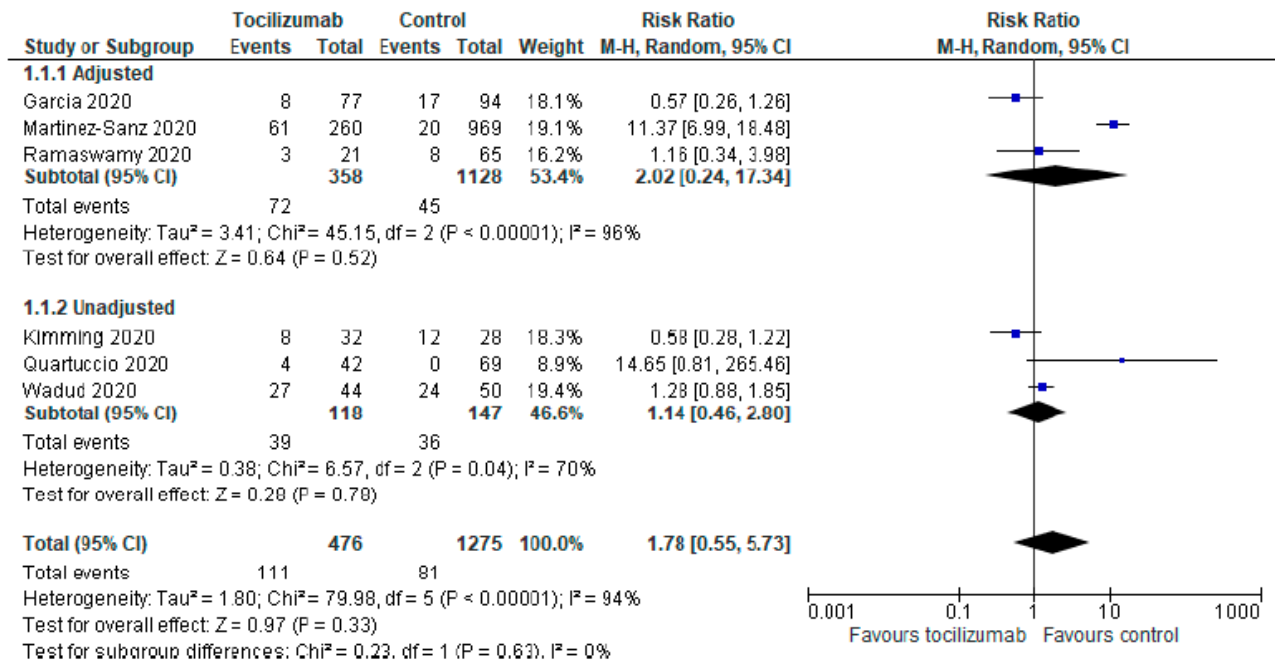 Tocilizumab Control Risk Ratio Risk Ratio
Study or Subgroup Events Total Events Total Weight M-H, Random, 95% CI M-H, Random, 95% CI
1.1.1 Adjusted
Garcia 2020 8 77 17 94 18.1% 0.57 [0.26, 1.26]
Martinez-Sanz 2020 61 260 20 969 19.1% 11.37 [6.99, 18.48]
Ramaswamy 2020 3 21 8 65 16.2% 1.16 [0.34, 3.98]
Subtotal (95% CI) 358 1128 53.4% 2.02 [0.24, 17.34]
Total events 72 45
Heterogeneity: Tau² = 3.41; Chi² = 45.15, df = 2 (P < 0.00001); I² = 96%
Test for overall effect: Z = 0.64 (P = 0.52)
1.1.2 Unadjusted
Kimming 2020 8 32 12 28 18.3% 0.58 [0.28, 1.22]
Quartuccio 2020 4 42 0 69 8.9% 14.65 [0.81, 265.46]
Wadud 2020 27 44 24 50 19.4% 1.28 [0.88, 1.85]
Subtotal (95% CI) 118 147 46.6% 1.14 [0.46, 2.80]
Total events 39 36
Heterogeneity: Tau² = 0.38; Chi² = 6.57, df = 2 (P = 0.04); I² = 70%
Test for overall effect: Z = 0.28 (P = 0.78)
Total (95% CI) 476 1275 100.0% 1.78 [0.55, 5.73]
Total events 111 81
Heterogeneity: Tau² = 1.80; Chi² = 79.98, df = 5 (P < 0.00001); I² = 94%
Test for overall effect: Z = 0.97 (P = 0.33)
Test for subgroup differences: Chi² = 0.23, df = 1 (P = 0.63), I² = 0%
0.001 0.1 1 10 1000
Favours tocilizumab Favours control